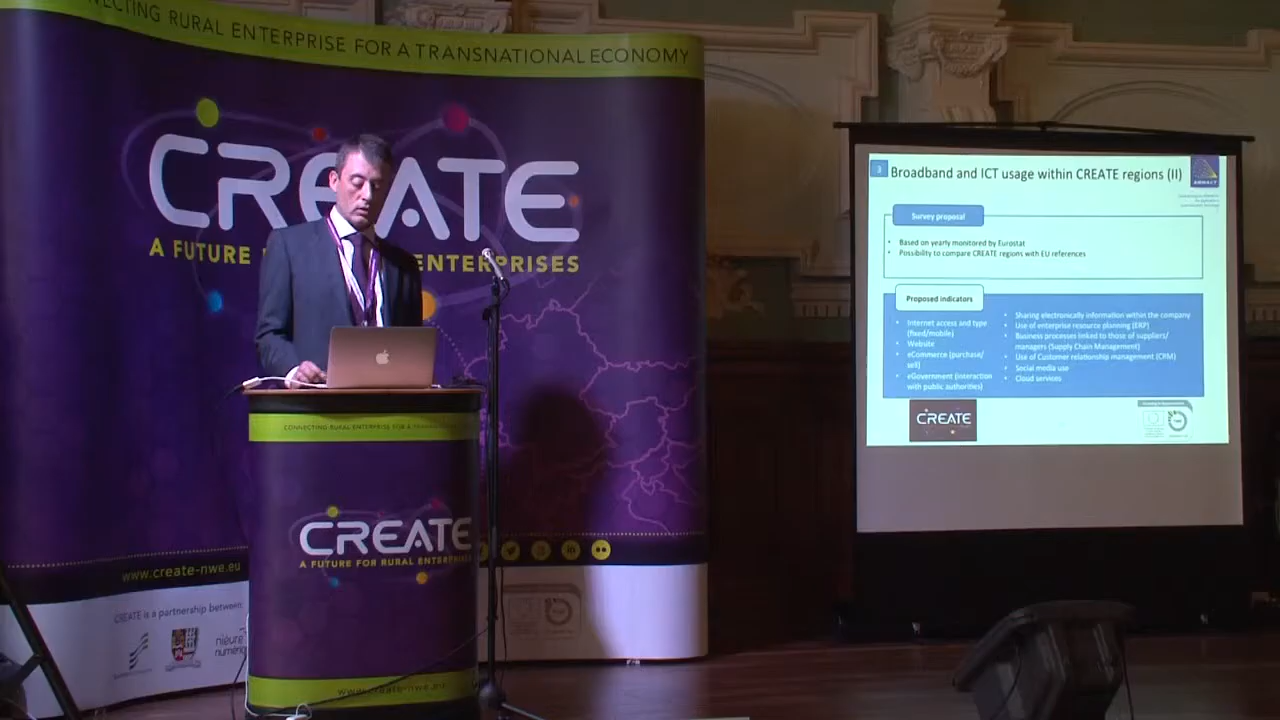 CONNECTING RURAL ENTERPRISE FOR A TRANSNATIONAL ECONOMY
CREATE
A FUTURE ENTERPRISES
www.create-nwe.eu
CREATE is a partnership between:
CONNECTING RURAL ENTERPRISE FOR A
CREATE
A FUTURE FOR RURAL ENTERPRISES
www.create-nwe.eu
3
Broadband and ICT usage within CREATE regions (II)
Survey proposal
• Based on yearly monitored by Eurostat
• Possibility to compare CREATE regions with EU references
Proposed indicators
• Internet access and type
(fixed/mobile)
• Website
• eCommerce (purchase/
sell)
• eGovernment (interaction
with public authorities)
• Sharing electronically information within the company
• Use of enterprise resource planning (ERP)
• Business processes linked to those of suppliers/
managers (Supply Chain Management)
• Use of Customer relationship management (CRM)
• Social media use
• Cloud services
CREATE